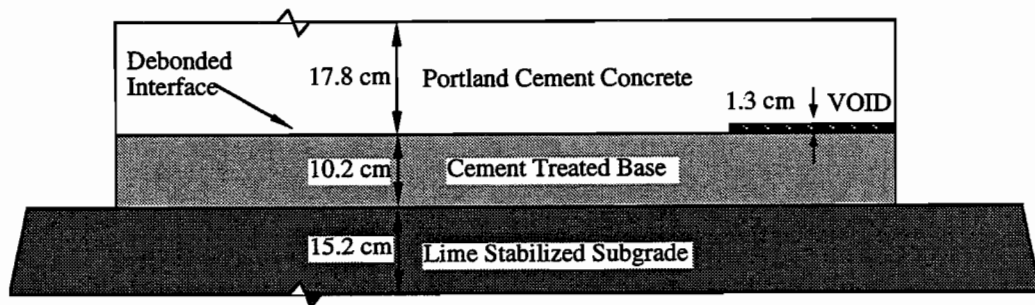 Debonded
Interface
17.8 cm
Portland Cement Concrete
1.3 cm
VOID
10.2 cm
Cement Treated Base
15.2 cm
Lime Stabilized Subgrade